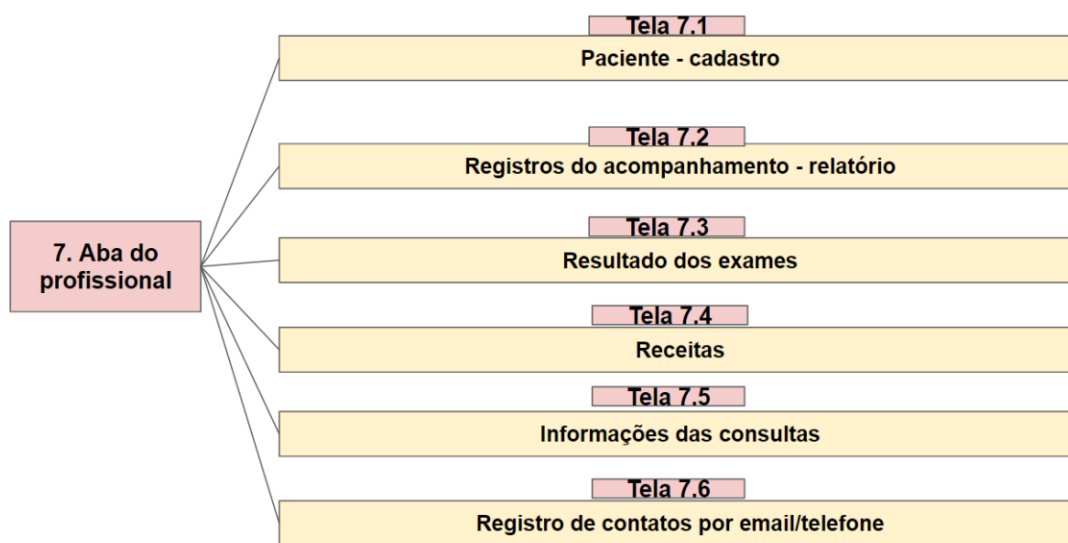 Tela 7.1
Paciente - cadastro
Tela 7.2
Registros do acompanhamento - relatório
7. Aba do
profissional
Tela 7.3
Resultado dos exames
Tela 7.4
Receitas
Tela 7.5
Informações das consultas
Tela 7.6
Registro de contatos por email/telefone